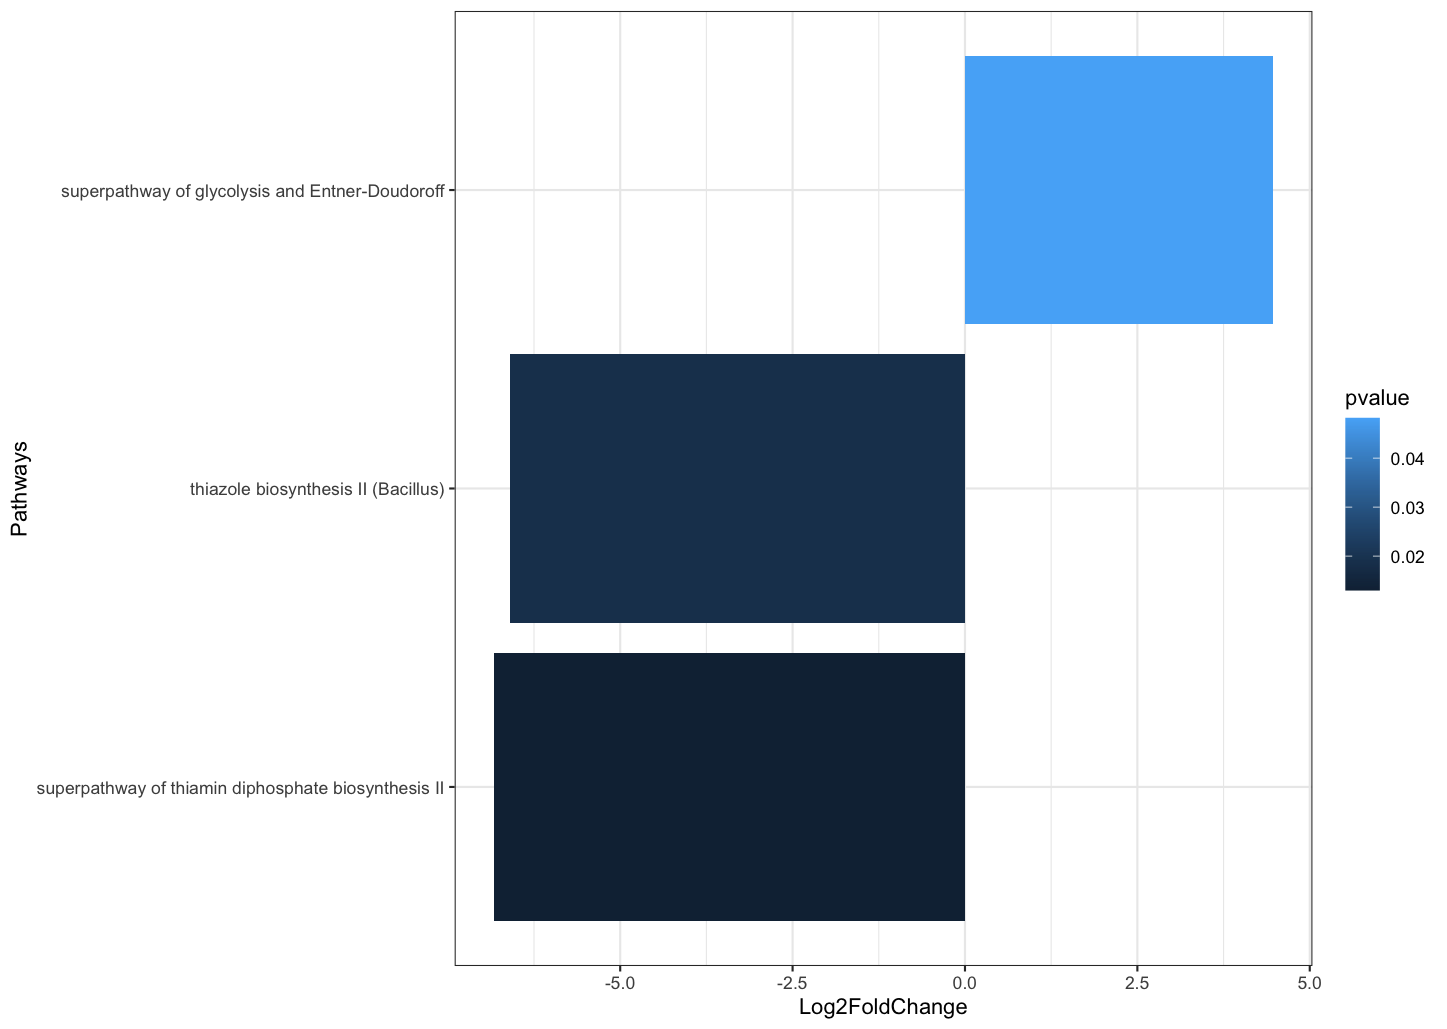 superpathway of glycolysis and Entner-Doudoroff
thiazole biosynthesis II (Bacillus)
superpathway of thiamin diphosphate biosynthesis II
Pathways
-5.0
-2.5
0.0
2.5
5.0
Log2FoldChange
pvalue
0.04
0.03
0.02